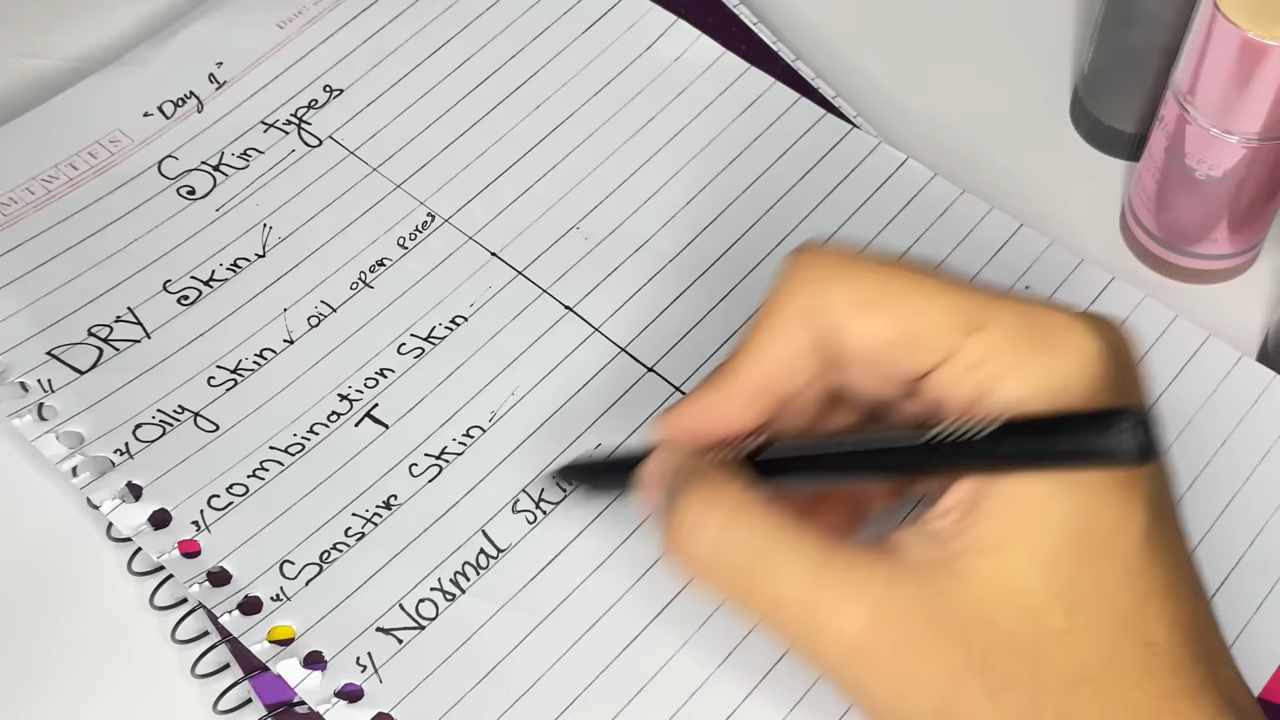 Date:
"Day 1"
M T W T F S
Skin types
1/ DRY Skin ✓
2/ Oily Skin ✓ oil open Pores
3/ Combination Skin
T
4/ Senstive Skin =
5/ Normal Skin